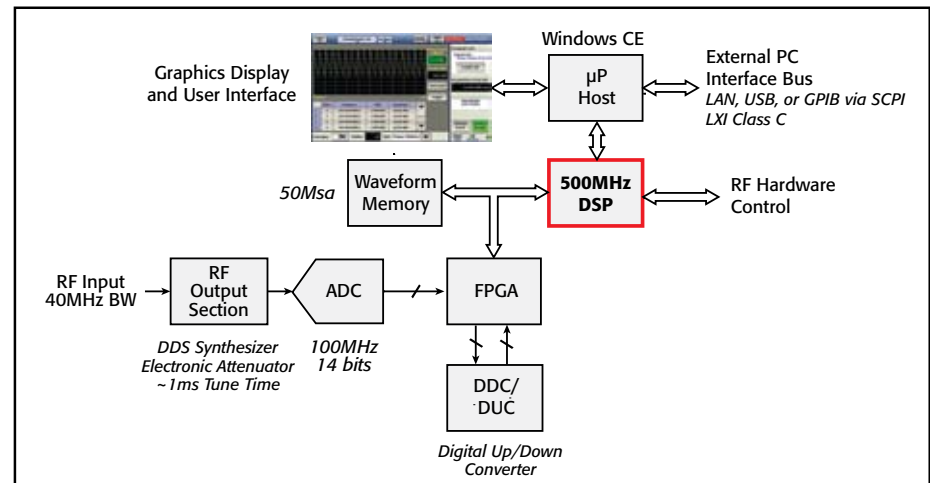 Windows CE
Graphics Display
and User Interface
µP
Host
External PC
Interface Bus
LAN, USB, or GPIB via SCPI
LXI Class C
50Msa
Waveform
Memory
500MHz
DSP
RF Hardware
Control
RF Input
40MHz BW
RF
Output
Section
ADC
FPGA
DDS Synthesizer
Electronic Attenuator
~1ms Tune Time
100MHz
14 bits
DDC/
DUC
Digital Up/Down
Converter